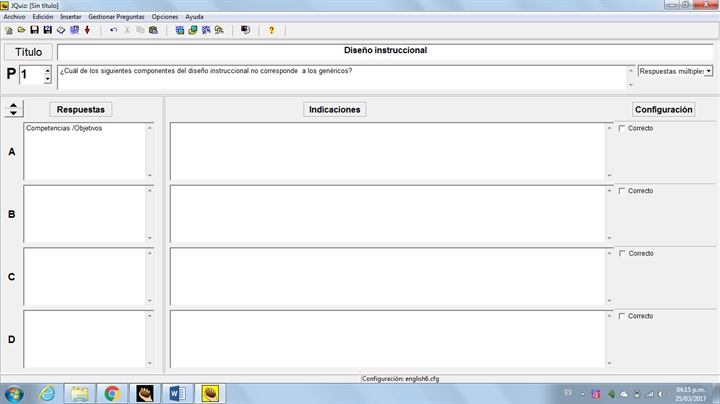 JQuiz: [Sin título]
Archivo Edición Insertar Gestionar Preguntas Opciones Ayuda
Título
Diseño instruccional
P 1
¿Cuál de los siguientes componentes del diseño instruccional no corresponde a los genéricos?
Respuestas múltiples
Respuestas
Indicaciones
Configuración
A
Competencias /Objetivos
Correcto
B
Correcto
C
Correcto
D
Correcto
Configuración: english6.cfg
ES
04:15 p.m.
25/03/2017